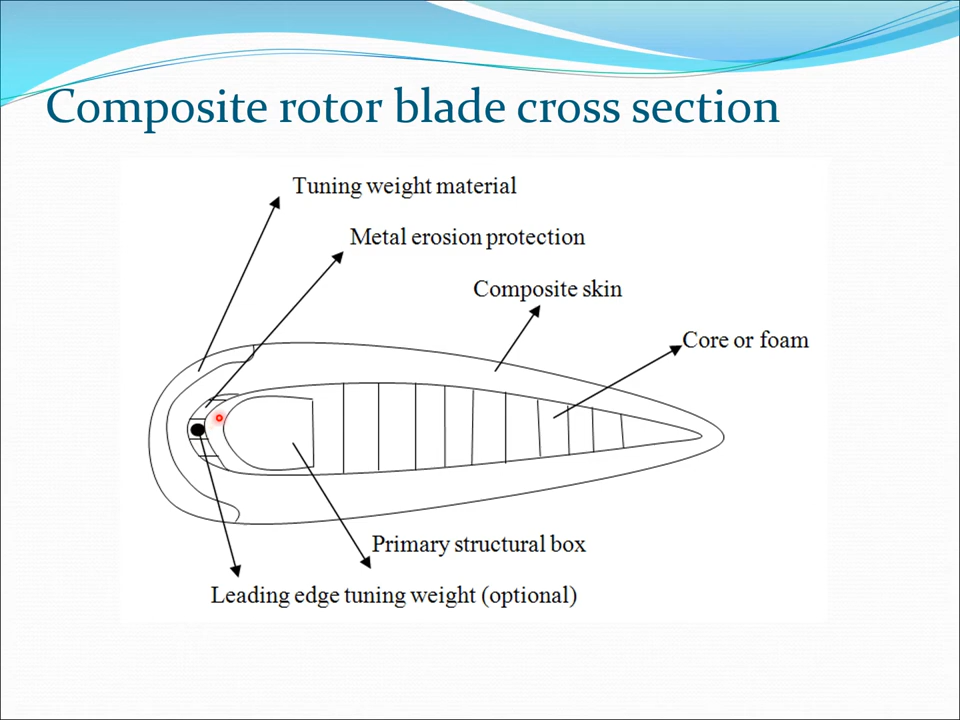 Composite rotor blade cross section
Tuning weight material
Metal erosion protection
Composite skin
Core or foam
Primary structural box
Leading edge tuning weight (optional)